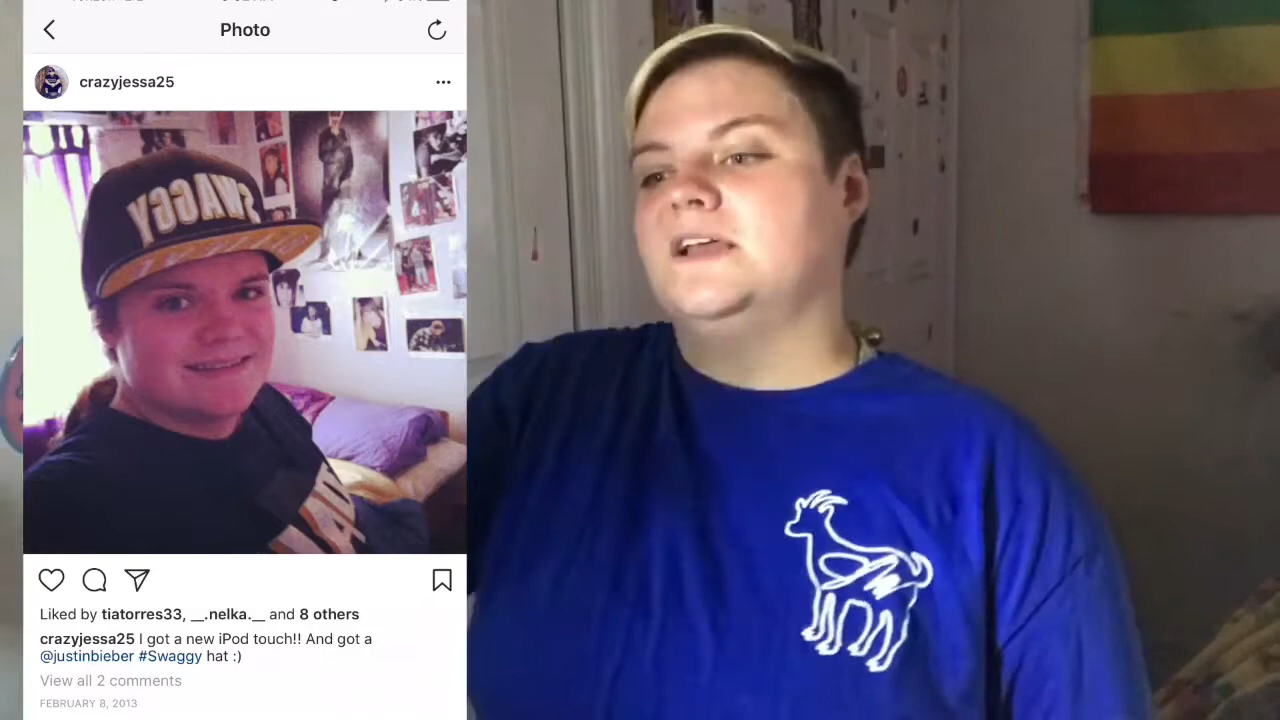 Photo
crazyjessa25
SWAGGY
Liked by tiatorres33, __.nelka.__ and 8 others
crazyjessa25 I got a new iPod touch!! And got a
@justinbieber #Swaggy hat :)
View all 2 comments
FEBRUARY 8, 2013